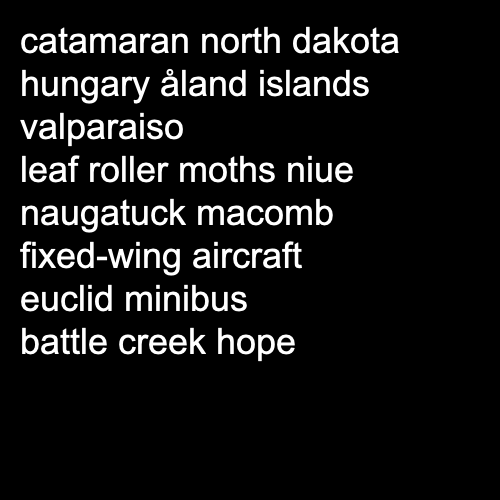 catamaran north dakota
hungary åland islands
valparaiso
leaf roller moths niue
naugatuck macomb
fixed-wing aircraft
euclid minibus
battle creek hope